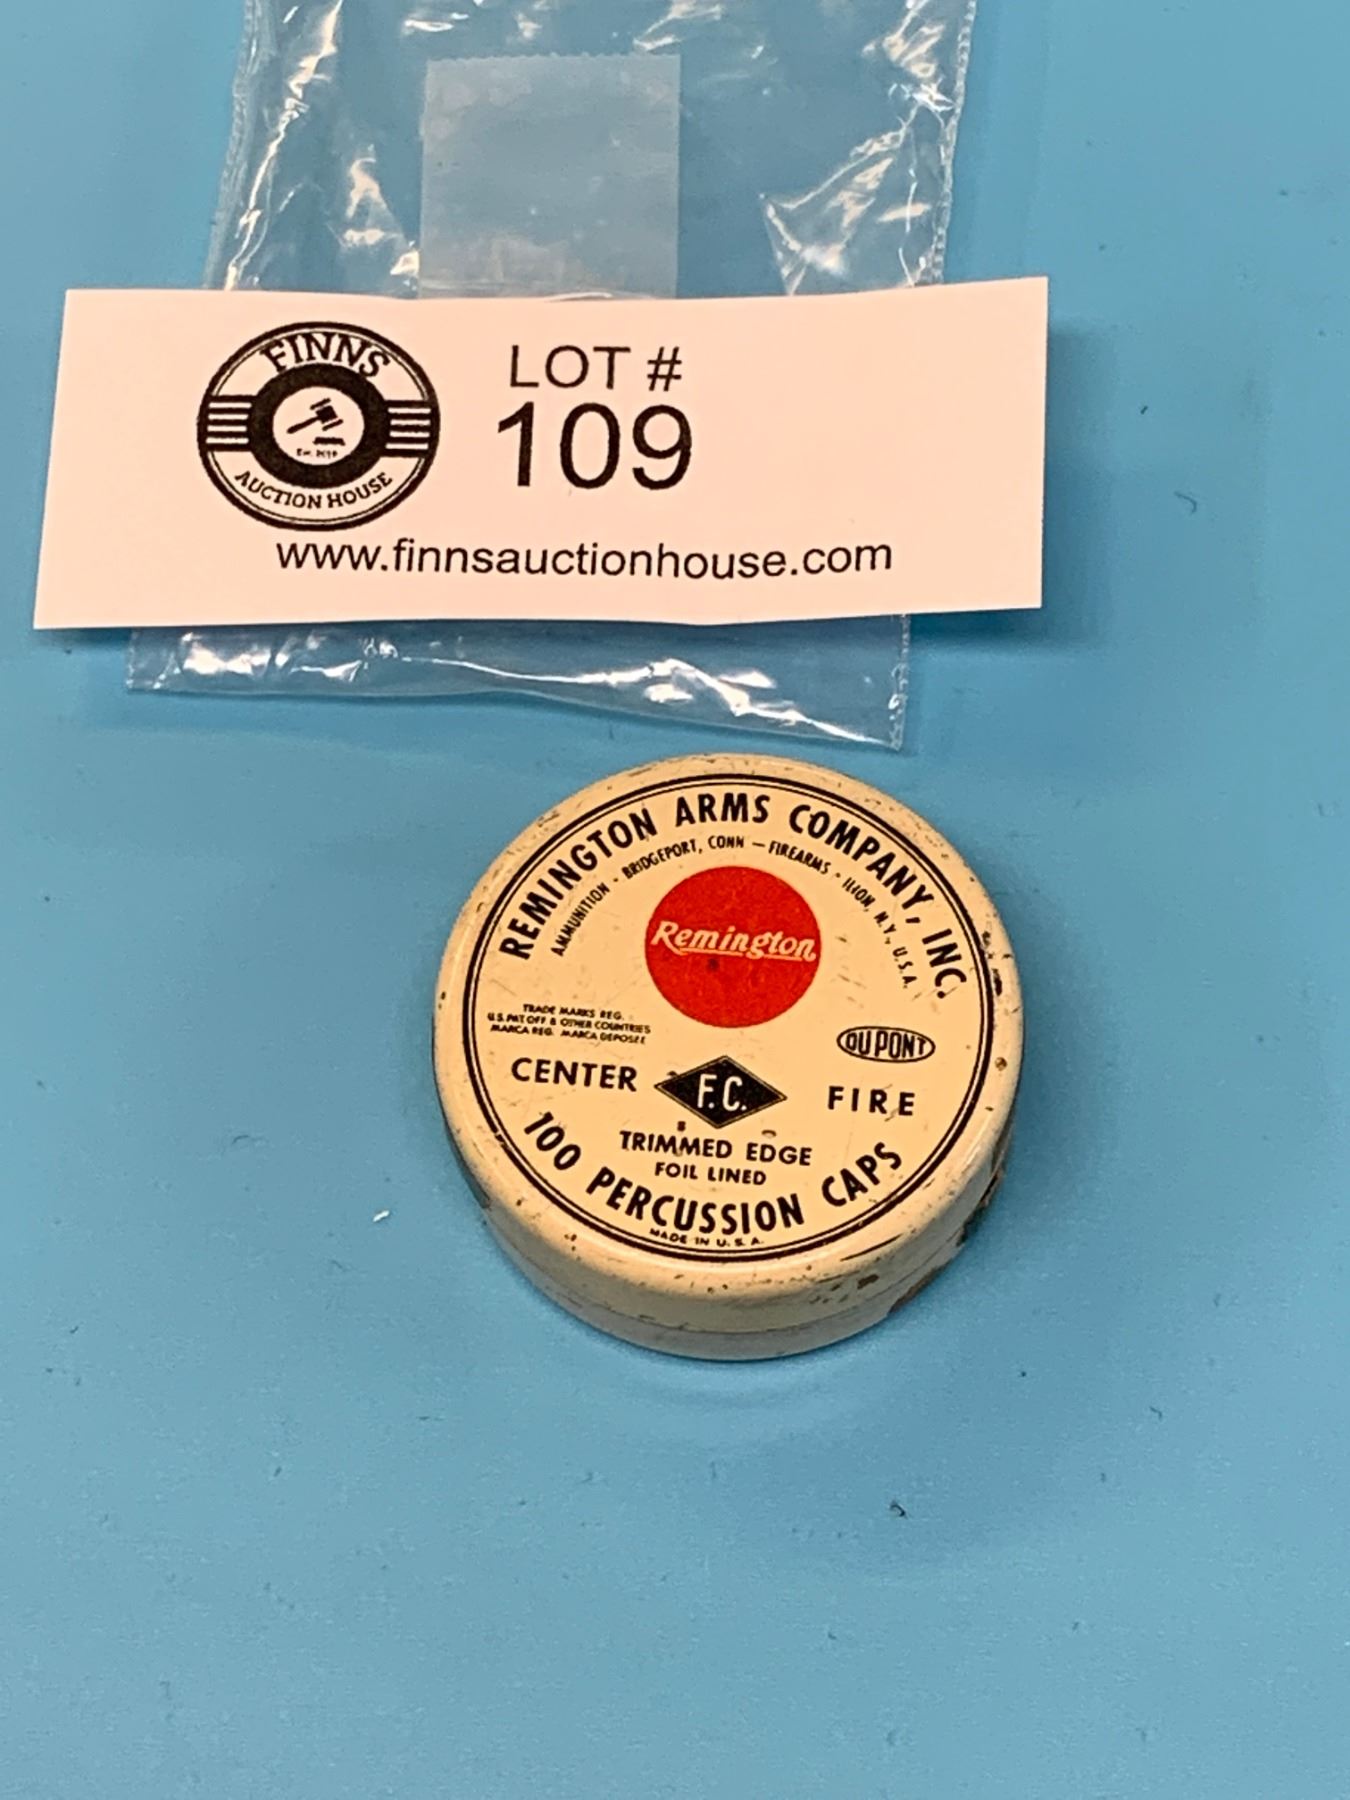 FINNS
EST. 2019
AUCTION HOUSE
LOT #
109
www.finnsauctionhouse.com
REMINGTON ARMS COMPANY, INC.
AMMUNITION - BRIDGEPORT, CONN — FIREARMS - ILION, N.Y., U.S.A.
Remington
TRADE MARKS REG.
U.S. PAT OFF & OTHER COUNTRIES
MARCA REG. MARCA DEPOSEE
DU PONT
CENTER F.C. FIRE
TRIMMED EDGE
FOIL LINED
100 PERCUSSION CAPS
MADE IN U.S.A.